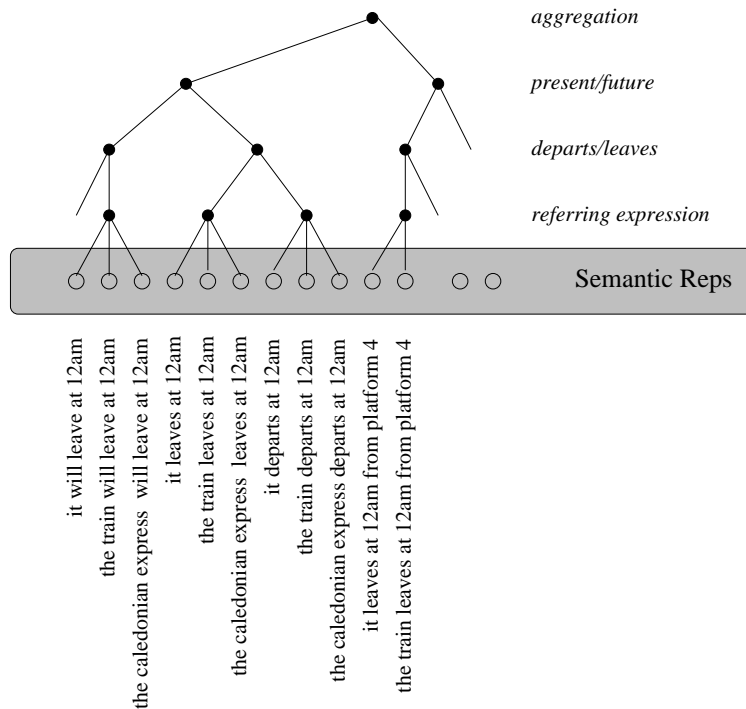 aggregation
present/future
departs/leaves
referring expression
Semantic Reps
it will leave at 12am
the train will leave at 12am
the caledonian express will leave at 12am
it leaves at 12am
the train leaves at 12am
the caledonian express leaves at 12am
it departs at 12am
the train departs at 12am
the caledonian express departs at 12am
it leaves at 12am from platform 4
the train leaves at 12am from platform 4